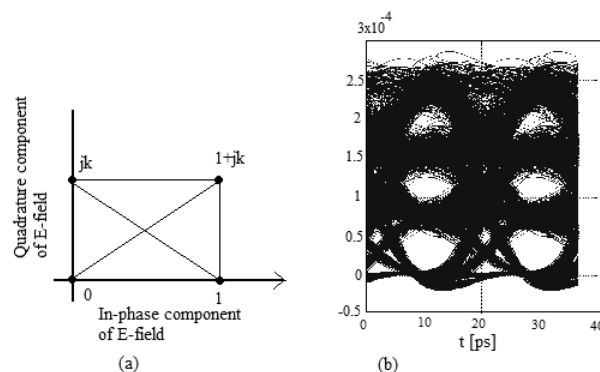 Quadrature component
of E-field
jk
1+jk
0
1
In-phase component
of E-field
(a)
3x10
-4
2.5
2
1.5
1
0.5
0
-0.5
0
10
20
30
40
t [ps]
(b)